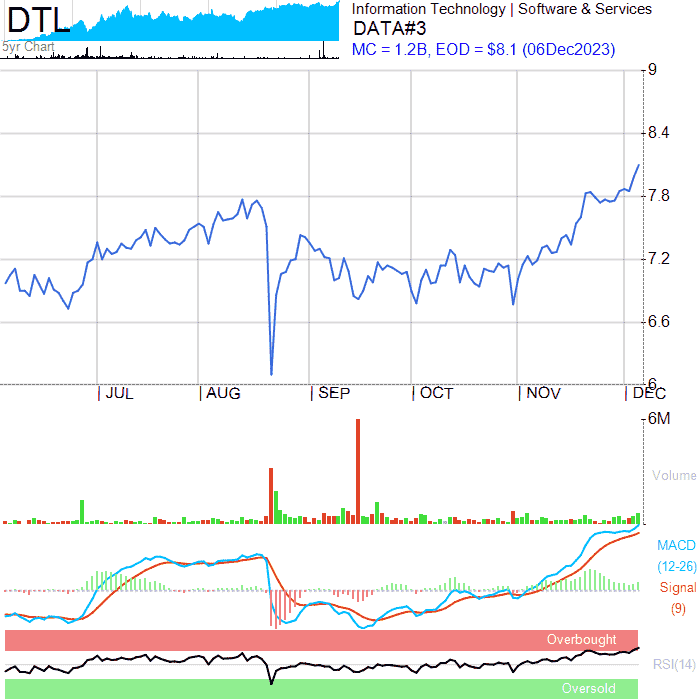 DTL
5yr Chart
Information Technology | Software & Services
DATA#3
MC = 1.2B, EOD = $8.1 (06Dec2023)
9
8.4
7.8
7.2
6.6
6
JUL AUG SEP OCT NOV DEC
6M
Volume
MACD
(12-26)
Signal
(9)
Overbought
RSI(14)
Oversold